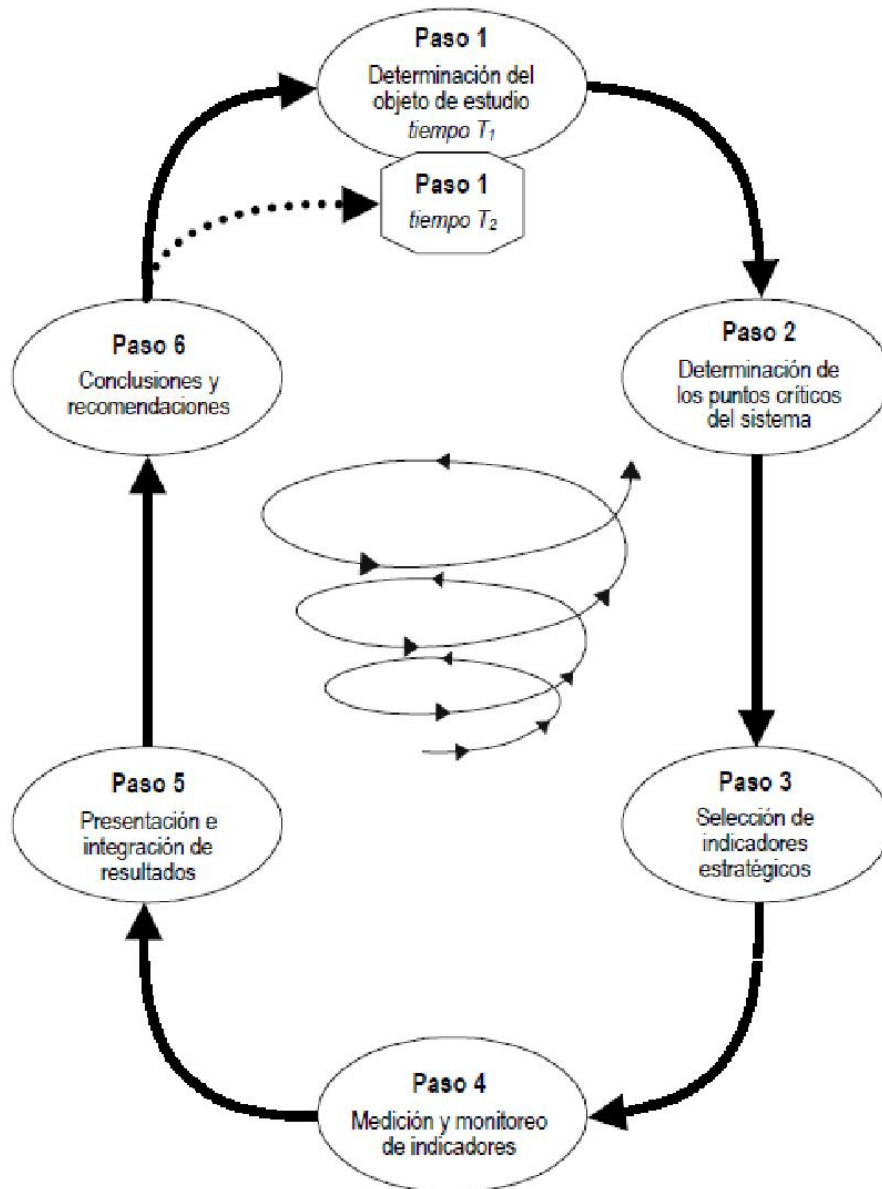 Paso 1
Determinación del
objeto de estudio
tiempo T₁
Paso 1
tiempo T₂
Paso 2
Determinación de
los puntos críticos
del sistema
Paso 3
Selección de
indicadores
estratégicos
Paso 4
Medición y monitoreo
de indicadores
Paso 5
Presentación e
integración de
resultados
Paso 6
Conclusiones y
recomendaciones